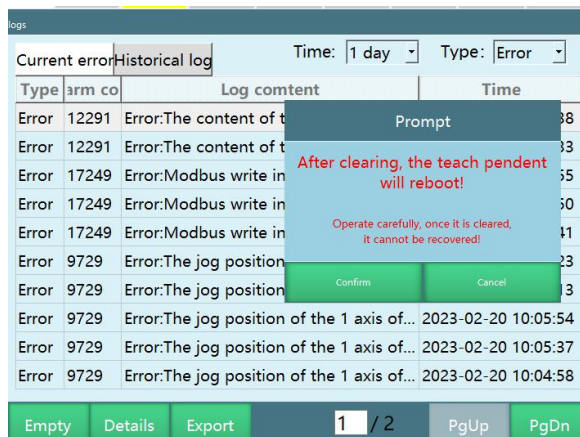 logs
Current error Historical log Time: 1 day Type: Error
Type arm co Log comtent Time
Error 12291 Error:The content of t 38
Error 12291 Error:The content of t 33
Error 17249 Error:Modbus write in 55
Error 17249 Error:Modbus write in 50
Error 17249 Error:Modbus write in 41
Error 9729 Error:The jog position 23
Error 9729 Error:The jog position 13
Error 9729 Error:The jog position of the 1 axis of... 2023-02-20 10:05:54
Error 9729 Error:The jog position of the 1 axis of... 2023-02-20 10:05:37
Error 9729 Error:The jog position of the 1 axis of... 2023-02-20 10:04:58
Prompt
After clearing, the teach pendent
will reboot!
Operate carefully, once it is cleared,
it cannot be recovered!
Confirm Cancel
Empty Details Export 1 / 2 PgUp PgDn